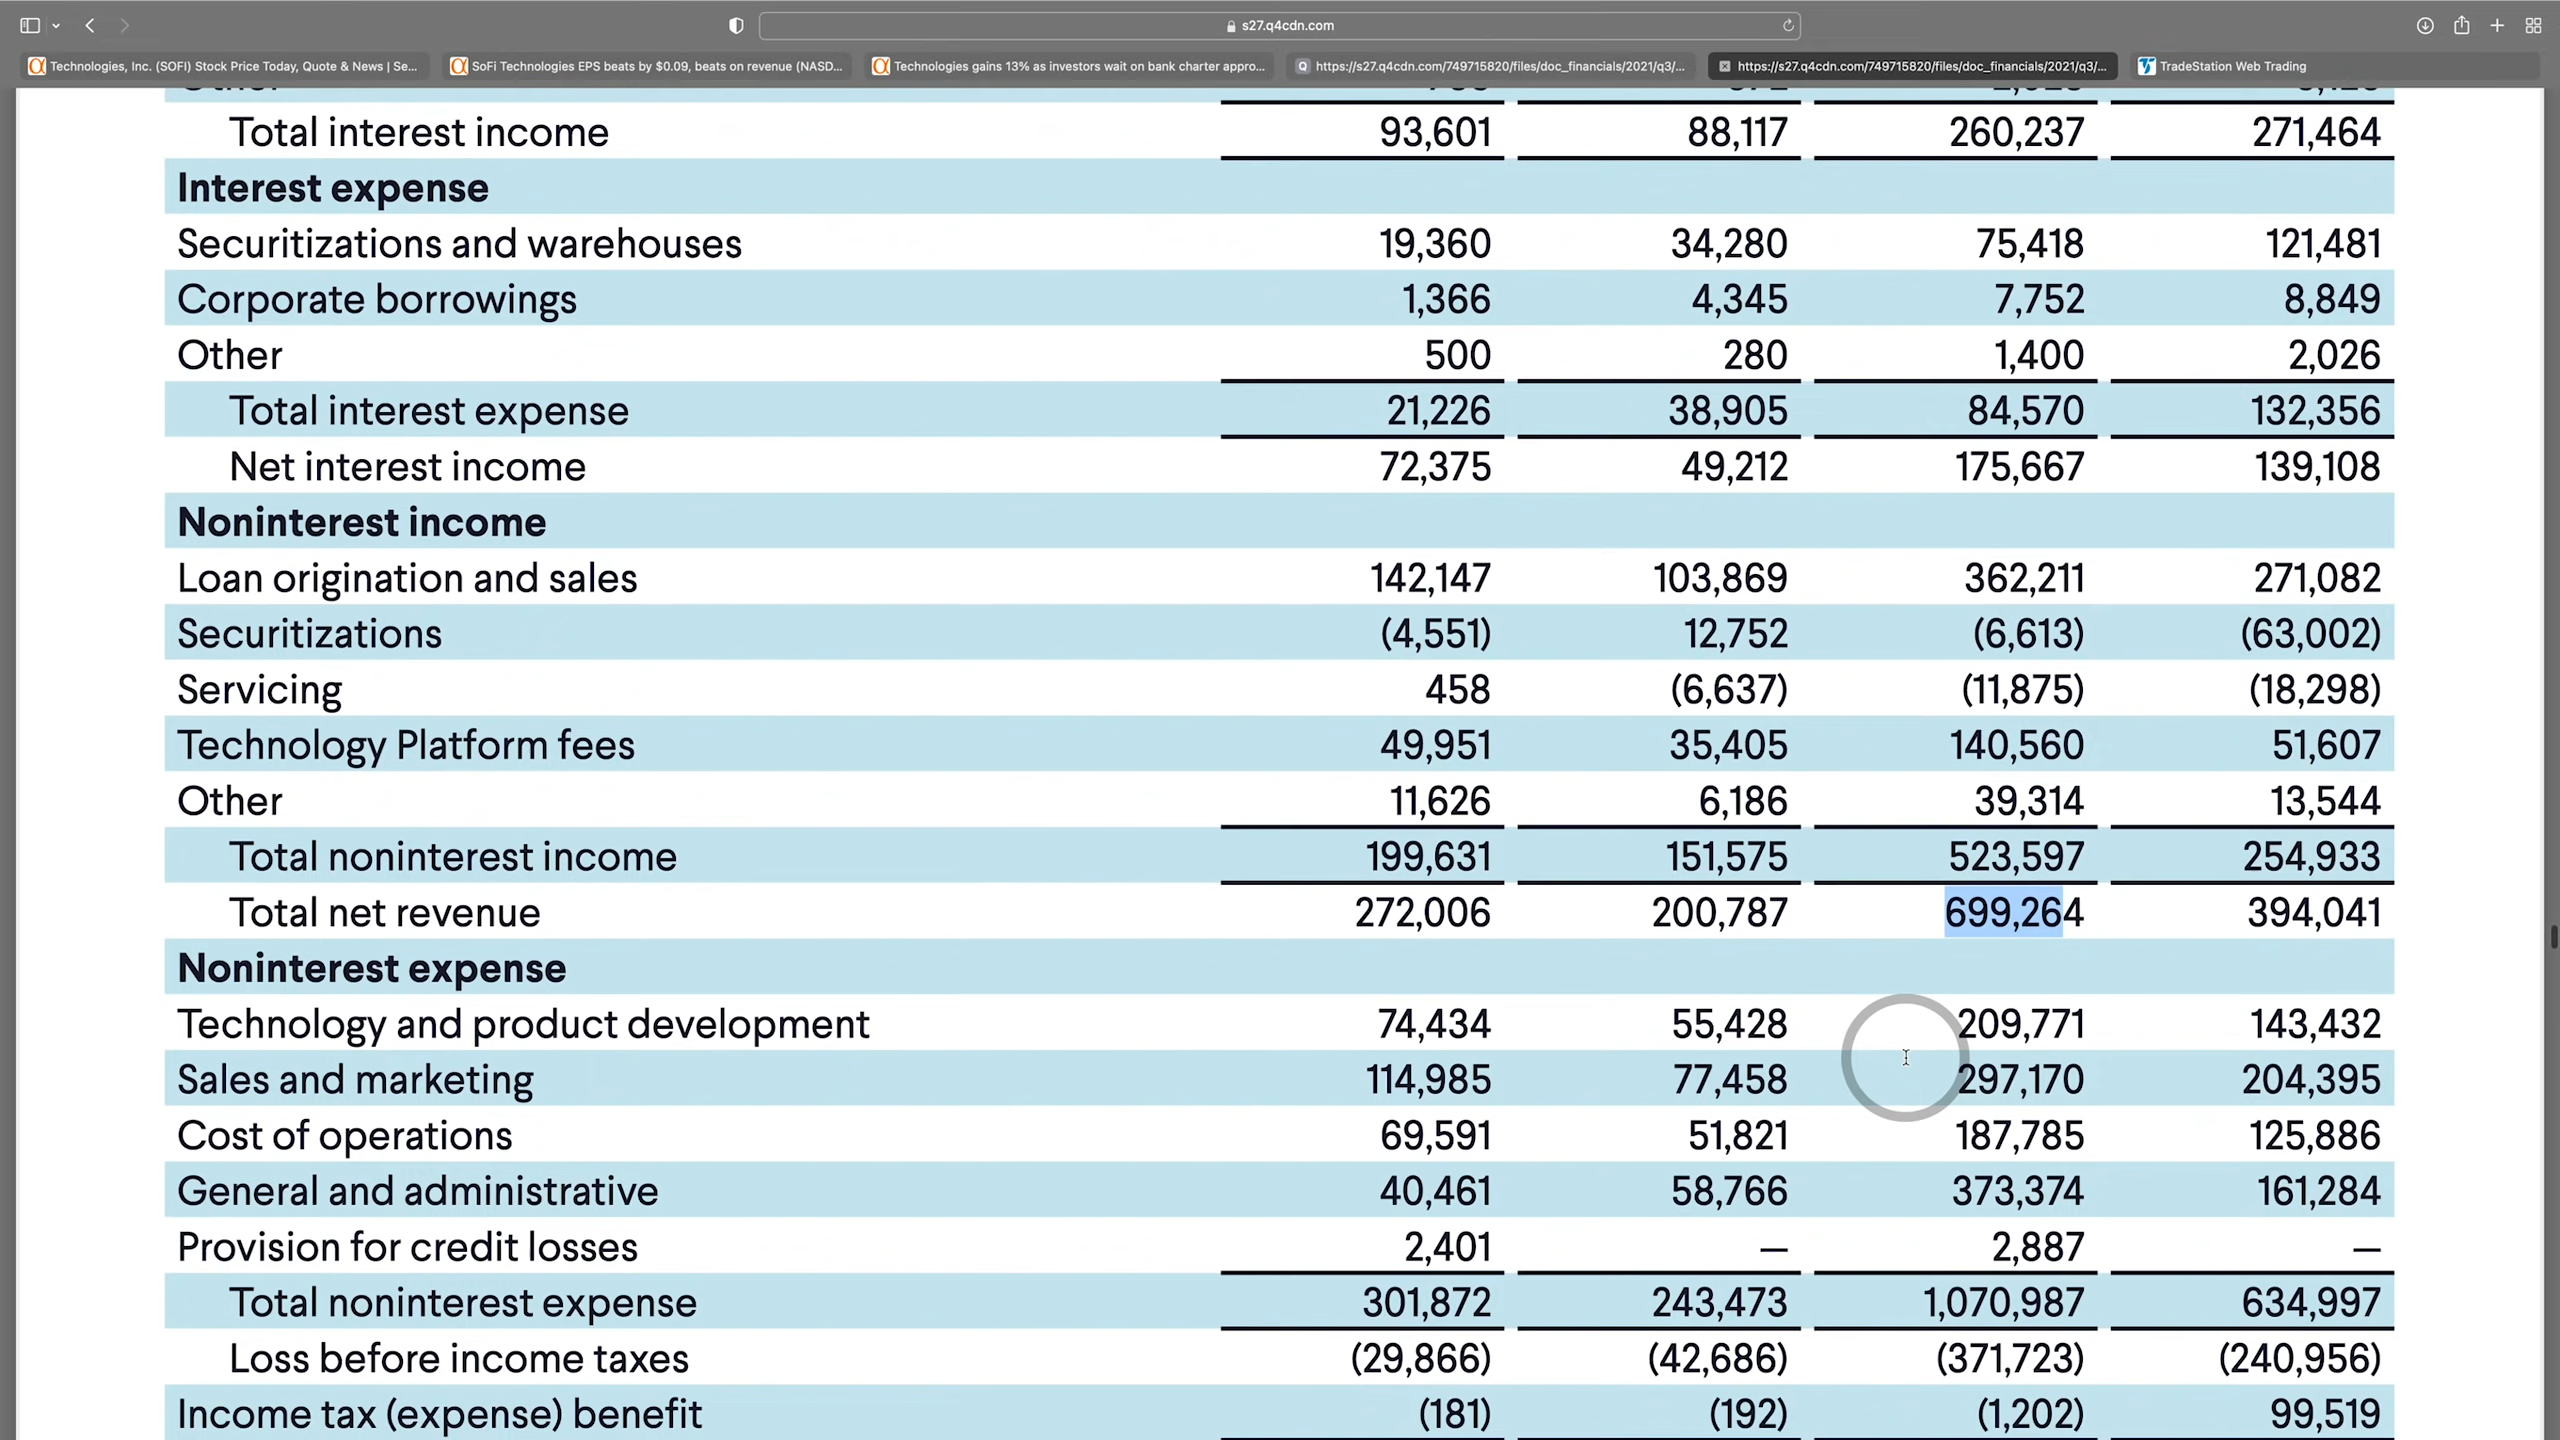 s27.q4cdn.com
Technologies, Inc. (SOFI) Stock Price Today, Quote & News | Se...
SoFi Technologies EPS beats by $0.09, beats on revenue (NASD...
Technologies gains 13% as investors wait on bank charter appro...
Q https://s27.q4cdn.com/749715820/files/doc_financials/2021/q3/...
https://s27.q4cdn.com/749715820/files/doc_financials/2021/q3/...
TradeStation Web Trading
Total interest income 93,601 88,117 260,237 271,464
Interest expense
Securitizations and warehouses 19,360 34,280 75,418 121,481
Corporate borrowings 1,366 4,345 7,752 8,849
Other 500 280 1,400 2,026
Total interest expense 21,226 38,905 84,570 132,356
Net interest income 72,375 49,212 175,667 139,108
Noninterest income
Loan origination and sales 142,147 103,869 362,211 271,082
Securitizations (4,551) 12,752 (6,613) (63,002)
Servicing 458 (6,637) (11,875) (18,298)
Technology Platform fees 49,951 35,405 140,560 51,607
Other 11,626 6,186 39,314 13,544
Total noninterest income 199,631 151,575 523,597 254,933
Total net revenue 272,006 200,787 699,264 394,041
Noninterest expense
Technology and product development 74,434 55,428 209,771 143,432
Sales and marketing 114,985 77,458 297,170 204,395
Cost of operations 69,591 51,821 187,785 125,886
General and administrative 40,461 58,766 373,374 161,284
Provision for credit losses 2,401 — 2,887 —
Total noninterest expense 301,872 243,473 1,070,987 634,997
Loss before income taxes (29,866) (42,686) (371,723) (240,956)
Income tax (expense) benefit (181) (192) (1,202) 99,519